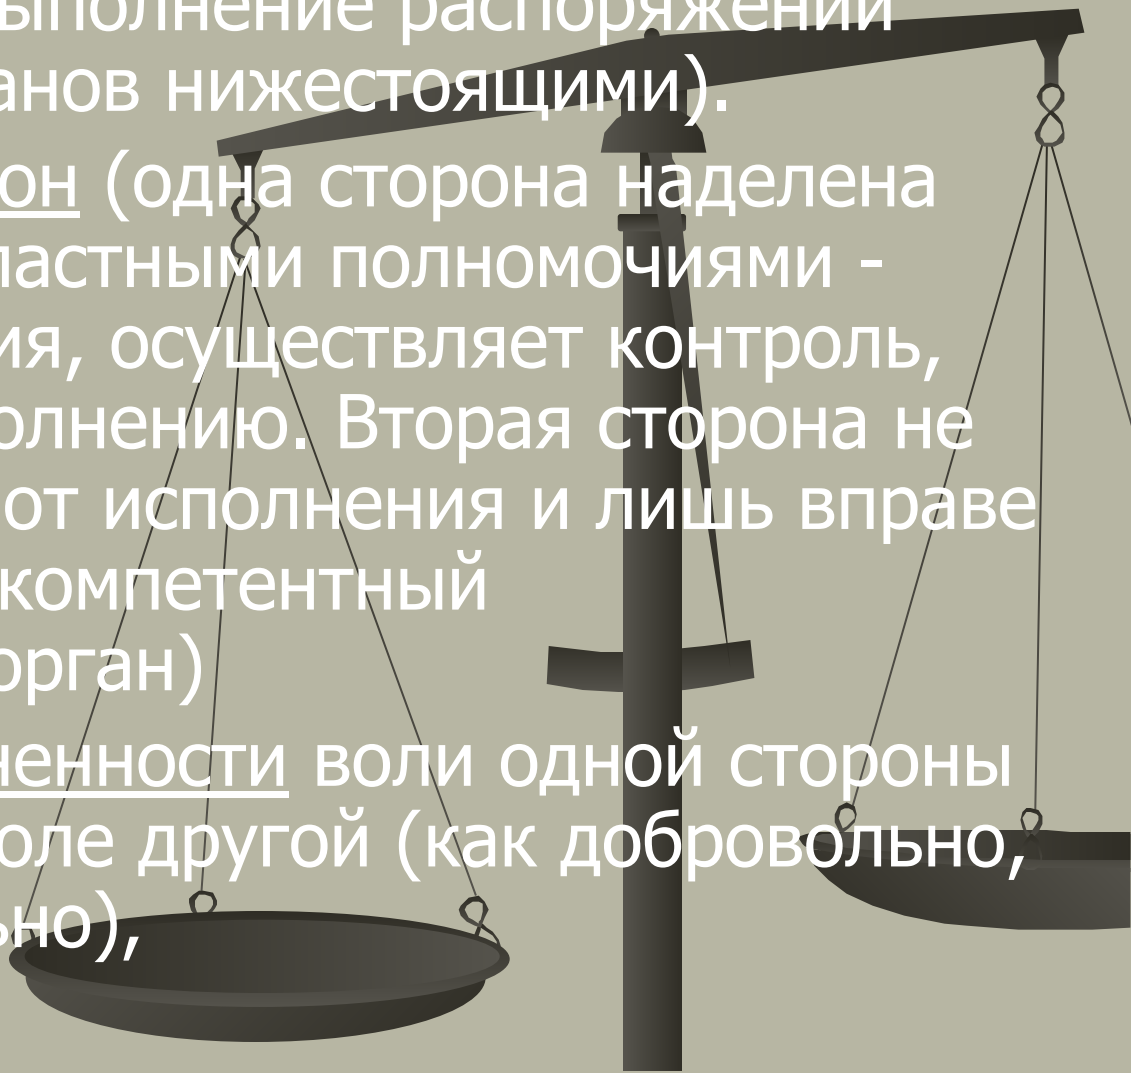 ыполнение распоряжений
анов нижестоящими).
он (одна сторона наделена
ластными полномочиями -
ия, осуществляет контроль,
олнению. Вторая сторона не
от исполнения и лишь вправе
компетентный
орган)
ненности воли одной стороны
оле другой (как добровольно,
ьно),